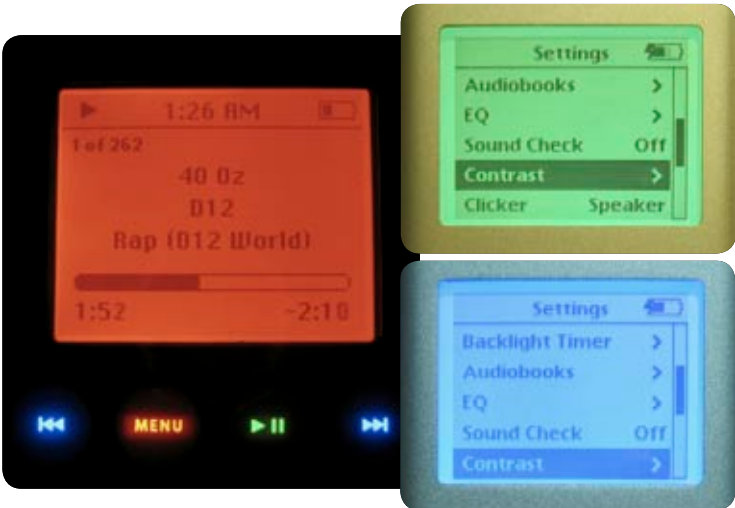 1:26 AM
1 of 262
40 Oz
D12
Rap (D12 World)
1:52 -2:10
MENU
Settings
Audiobooks
EQ
Sound Check Off
Contrast
Clicker Speaker
Settings
Backlight Timer
Audiobooks
EQ
Sound Check Off
Contrast